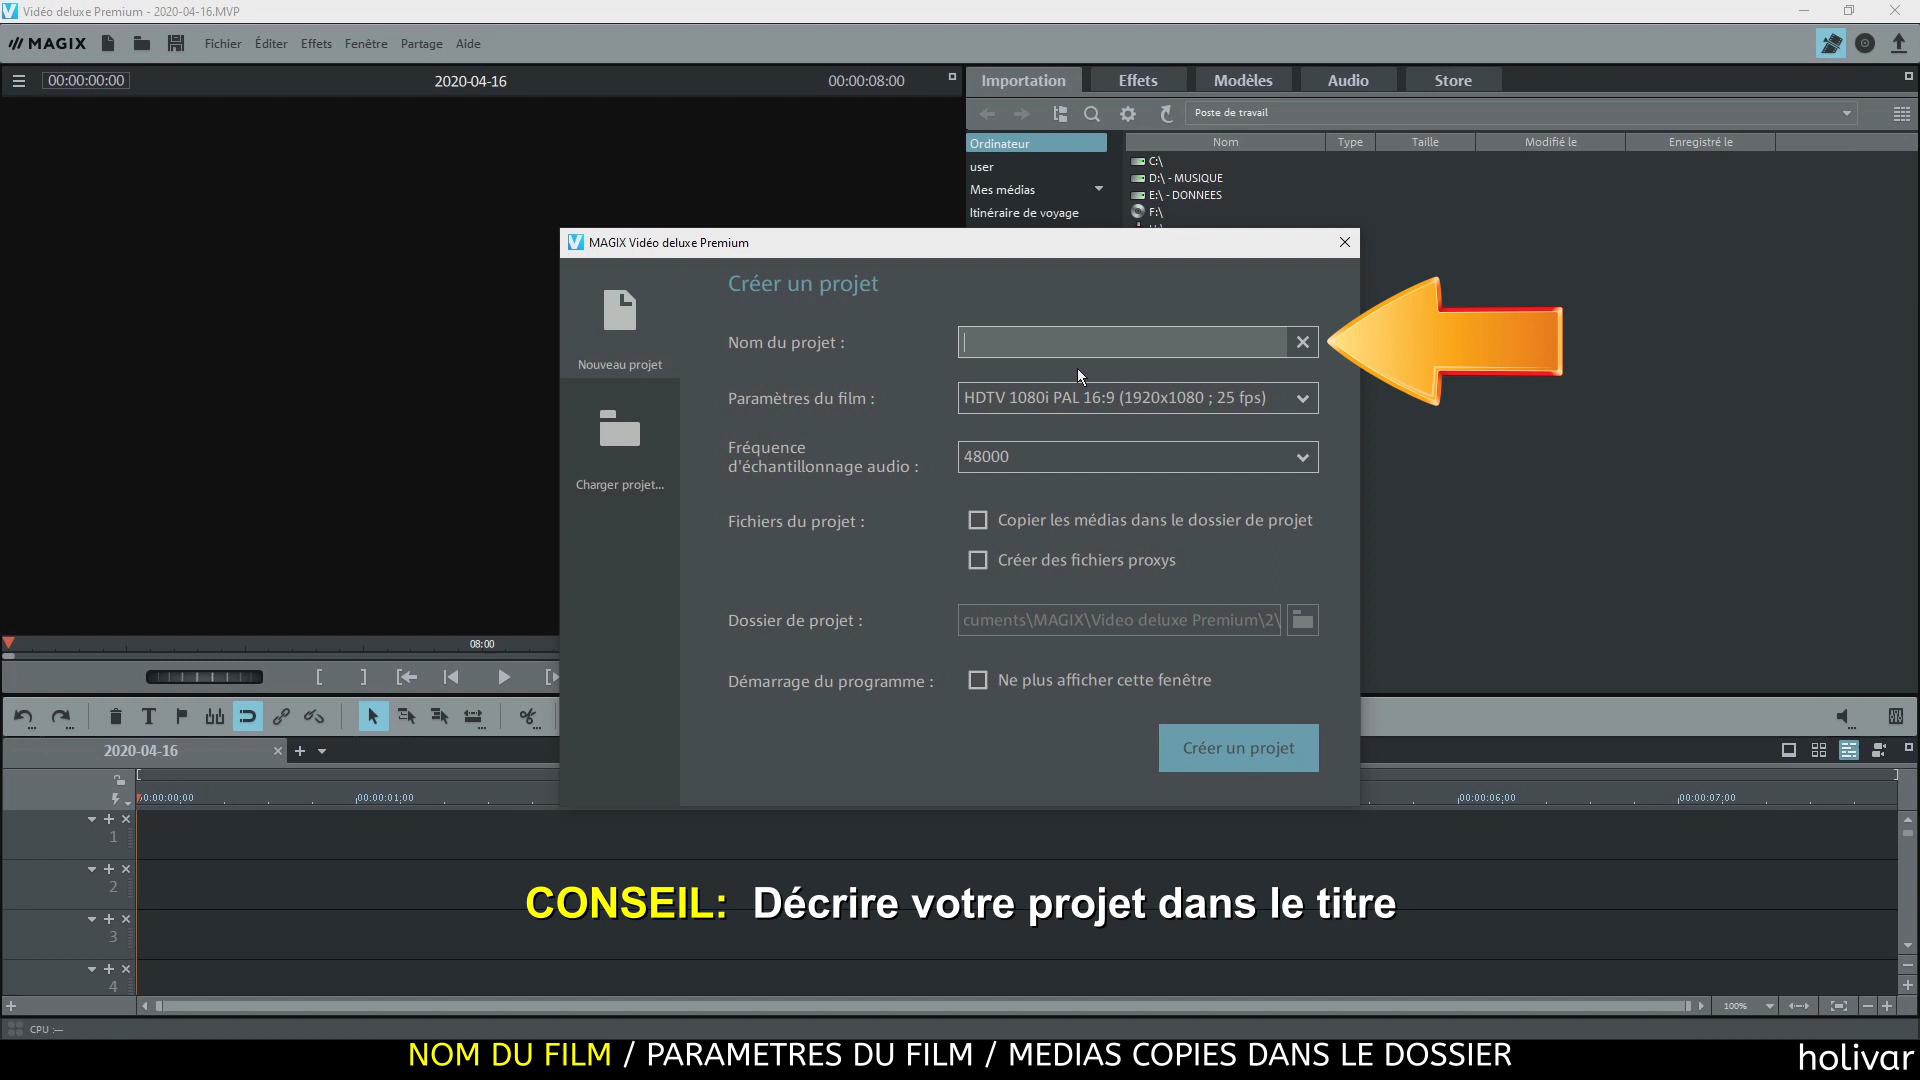 Vidéo deluxe Premium - 2020-04-16.MVP
MAGIX Fichier Éditer Effets Fenêtre Partage Aide
00:00:00:00 2020-04-16 00:00:08:00
Importation Effets Modèles Audio Store
Poste de travail
Nom Type Taille Modifié le Enregistré le
Ordinateur
user
Mes médias
Itinéraire de voyage
C:\
D:\ - MUSIQUE
E:\ - DONNEES
F:\
MAGIX Vidéo deluxe Premium
Nouveau projet
Charger projet...
Créer un projet
Nom du projet :
Paramètres du film : HDTV 1080i PAL 16:9 (1920x1080 ; 25 fps)
Fréquence
d'échantillonnage audio : 48000
Fichiers du projet : Copier les médias dans le dossier de projet
Créer des fichiers proxys
Dossier de projet : cuments\MAGIX\Video deluxe Premium\2\
Démarrage du programme : Ne plus afficher cette fenêtre
Créer un projet
08:00
2020-04-16
00:00:00;00 00:00:01;00 00:00:06;00 00:00:07;00
1
2
3
4
CONSEIL: Décrire votre projet dans le titre
100%
CPU :—
NOM DU FILM / PARAMETRES DU FILM / MEDIAS COPIES DANS LE DOSSIER
holivar